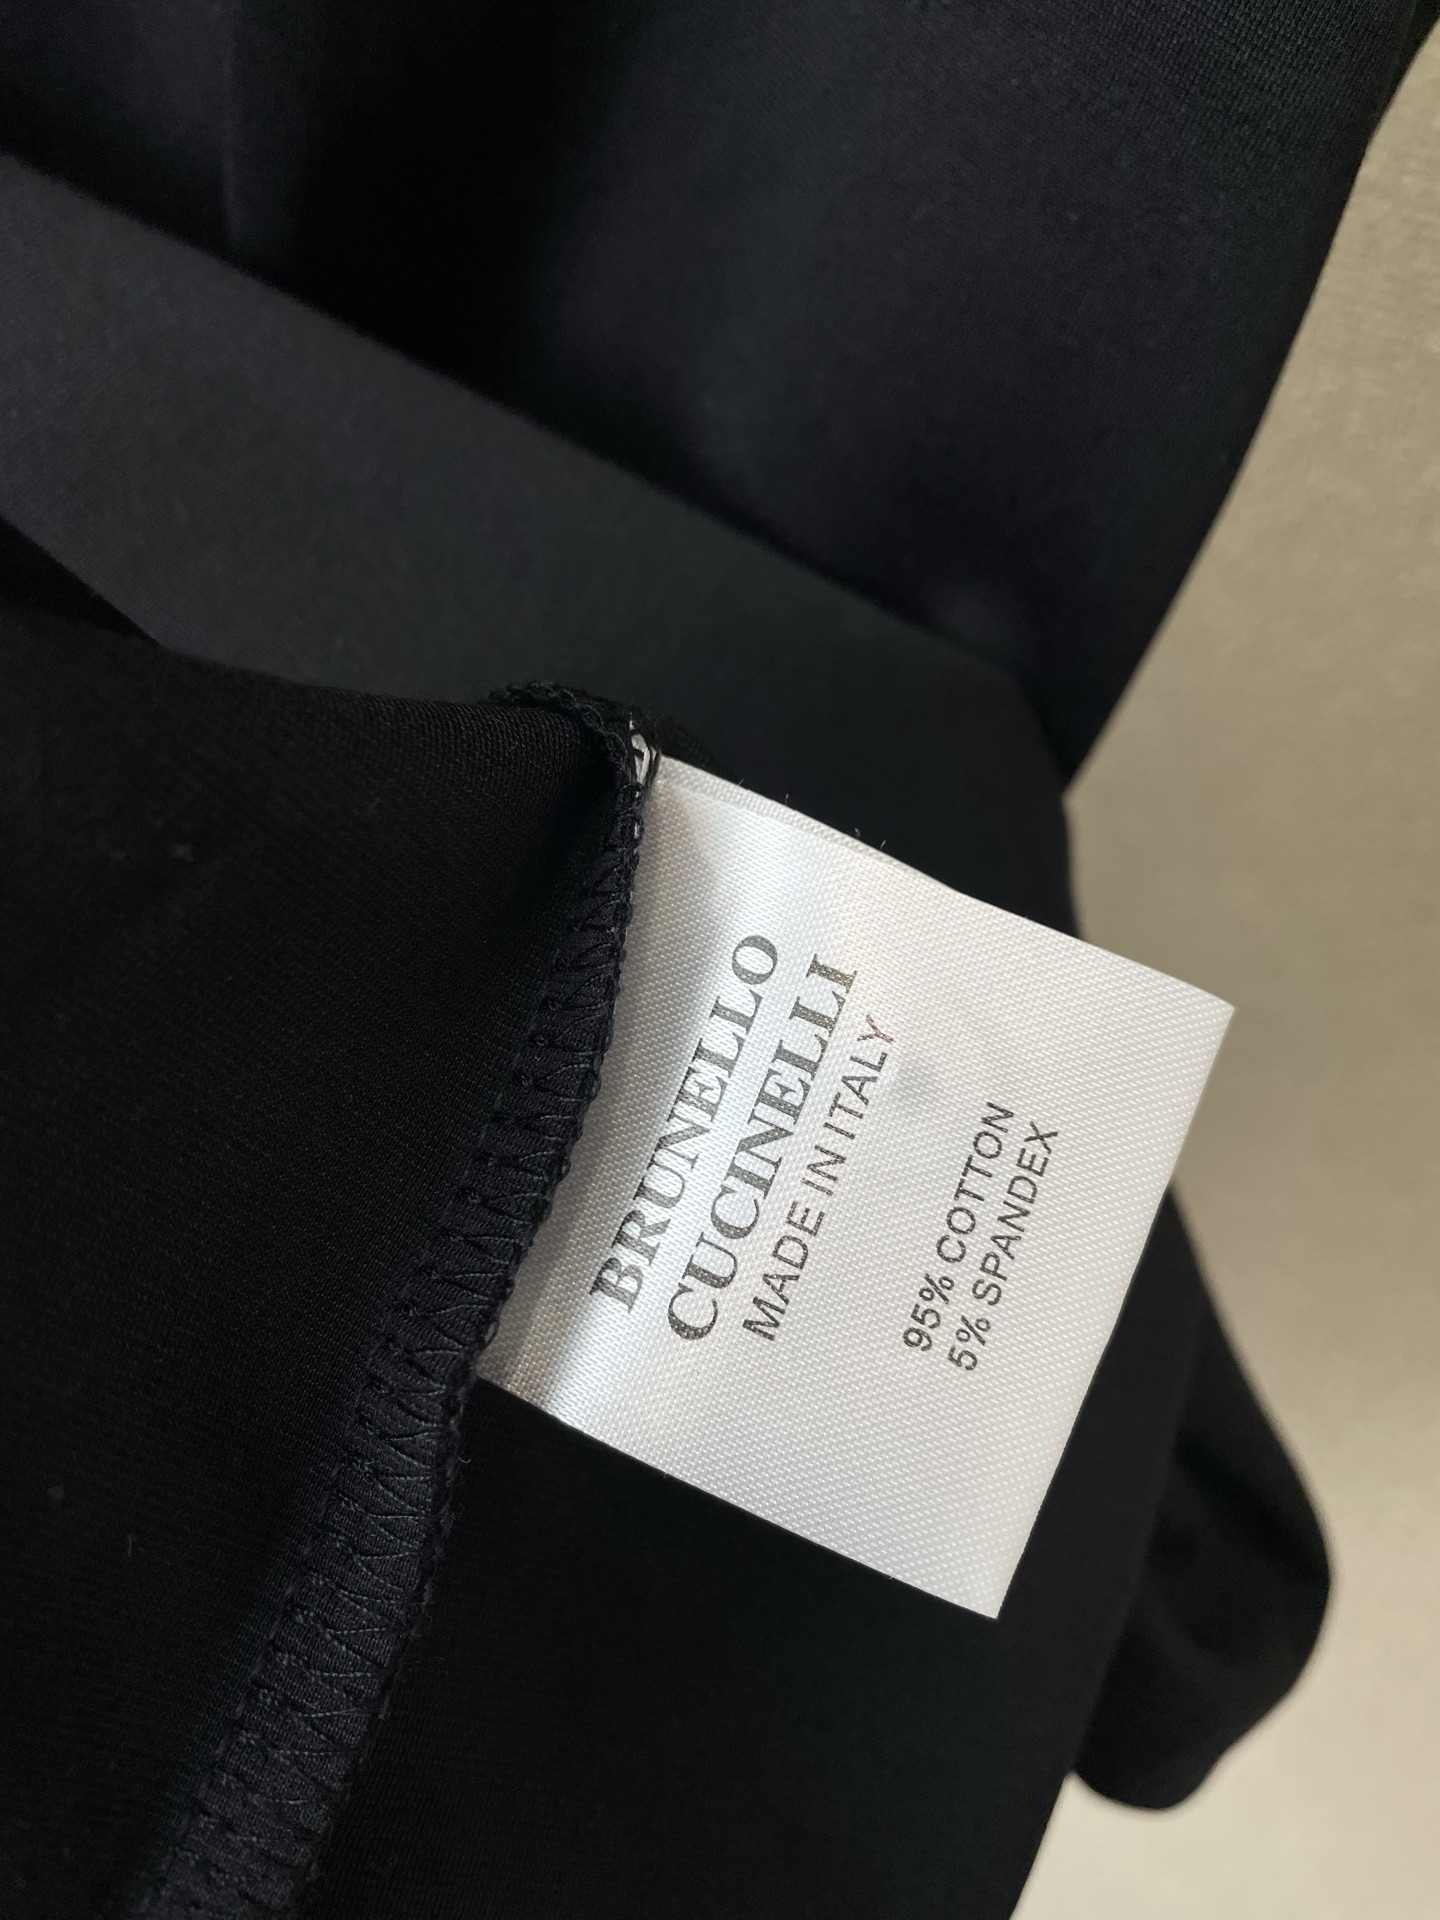 BRUNELLO
CUCINELLI
MADE IN ITALY
95% COTTON
5% SPANDEX